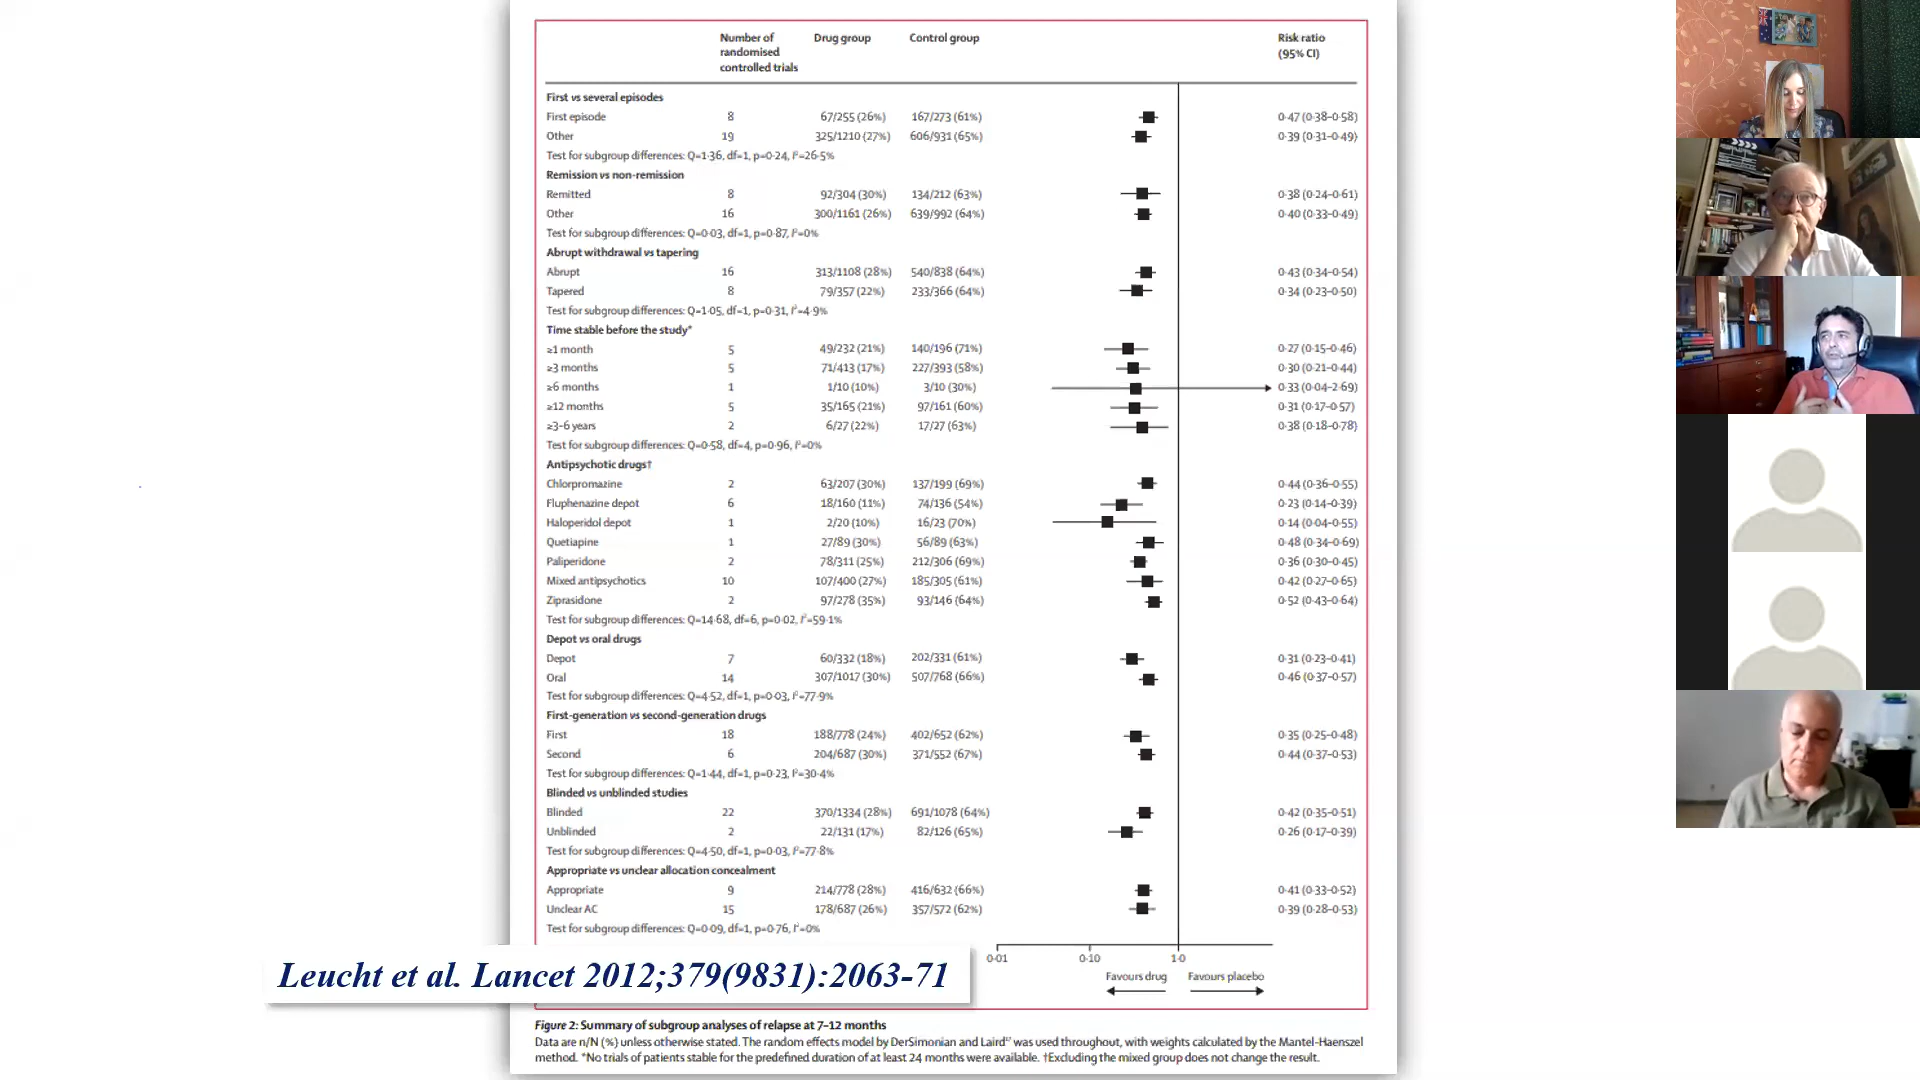 Number of randomised controlled trials Drug group Control group Risk ratio (95% CI)
First vs several episodes
First episode 8 67/255 (26%) 167/273 (61%) 0·47 (0·38–0·58)
Other 19 325/1210 (27%) 606/931 (65%) 0·39 (0·31–0·49)
Test for subgroup differences: Q=1·36, df=1, p=0·24, I²=26·5%
Remission vs non-remission
Remitted 8 92/304 (30%) 134/212 (63%) 0·38 (0·24–0·61)
Other 16 300/1161 (26%) 639/992 (64%) 0·40 (0·33–0·49)
Test for subgroup differences: Q=0·03, df=1, p=0·87, I²=0%
Abrupt withdrawal vs tapering
Abrupt 16 313/1108 (28%) 540/838 (64%) 0·43 (0·34–0·54)
Tapered 8 79/357 (22%) 233/366 (64%) 0·34 (0·23–0·50)
Test for subgroup differences: Q=1·05, df=1, p=0·31, I²=4·9%
Time stable before the study*
≥1 month 5 49/232 (21%) 140/196 (71%) 0·27 (0·15–0·46)
≥3 months 5 71/413 (17%) 227/393 (58%) 0·30 (0·21–0·44)
≥6 months 1 1/10 (10%) 3/10 (30%) 0·33 (0·04–2·69)
≥12 months 5 35/165 (21%) 97/161 (60%) 0·31 (0·17–0·57)
≥3–6 years 2 6/27 (22%) 17/27 (63%) 0·38 (0·18–0·78)
Test for subgroup differences: Q=0·58, df=4, p=0·96, I²=0%
Antipsychotic drugs†
Chlorpromazine 2 63/207 (30%) 137/199 (69%) 0·44 (0·36–0·55)
Fluphenazine depot 6 18/160 (11%) 74/136 (54%) 0·23 (0·14–0·39)
Haloperidol depot 1 2/20 (10%) 16/23 (70%) 0·14 (0·04–0·55)
Quetiapine 1 27/89 (30%) 56/89 (63%) 0·48 (0·34–0·69)
Paliperidone 2 78/311 (25%) 212/306 (69%) 0·36 (0·30–0·45)
Mixed antipsychotics 10 107/400 (27%) 185/305 (61%) 0·42 (0·27–0·65)
Ziprasidone 2 97/278 (35%) 93/146 (64%) 0·52 (0·43–0·64)
Test for subgroup differences: Q=14·68, df=6, p=0·02, I²=59·1%
Depot vs oral drugs
Depot 7 60/332 (18%) 202/331 (61%) 0·31 (0·23–0·41)
Oral 14 307/1017 (30%) 507/768 (66%) 0·46 (0·37–0·57)
Test for subgroup differences: Q=4·52, df=1, p=0·03, I²=77·9%
First-generation vs second-generation drugs
First 18 188/778 (24%) 402/652 (62%) 0·35 (0·25–0·48)
Second 6 204/687 (30%) 371/552 (67%) 0·44 (0·37–0·53)
Test for subgroup differences: Q=1·44, df=1, p=0·23, I²=30·4%
Blinded vs unblinded studies
Blinded 22 370/1334 (28%) 691/1078 (64%) 0·42 (0·35–0·51)
Unblinded 2 22/131 (17%) 82/126 (65%) 0·26 (0·17–0·39)
Test for subgroup differences: Q=4·50, df=1, p=0·03, I²=77·8%
Appropriate vs unclear allocation concealment
Appropriate 9 214/778 (28%) 416/632 (66%) 0·41 (0·33–0·52)
Unclear AC 15 178/687 (26%) 357/572 (62%) 0·39 (0·28–0·53)
Test for subgroup differences: Q=0·09, df=1, p=0·76, I²=0%
0·01 0·10 1·0
Favours drug Favours placebo
Leucht et al. Lancet 2012;379(9831):2063-71
Figure 2: Summary of subgroup analyses of relapse at 7–12 months
Data are n/N (%) unless otherwise stated. The random effects model by DerSimonian and Laird¹⁷ was used throughout, with weights calculated by the Mantel-Haenszel
method. *No trials of patients stable for the predefined duration of at least 24 months were available. †Excluding the mixed group does not change the result.